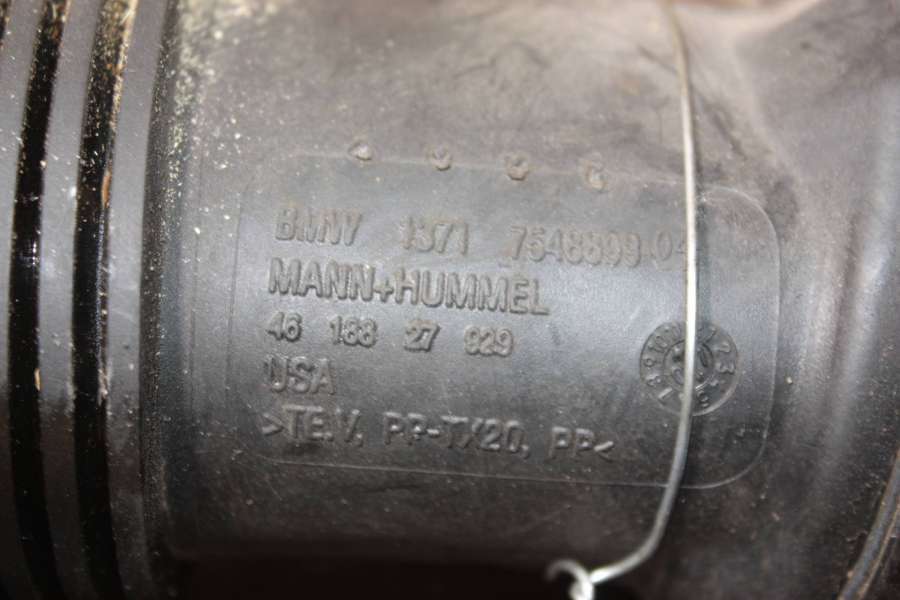 BMW 1371 7548899-04
MANN+HUMMEL
46 188 27 929
USA
>TE.V, PP-TX20, PP<